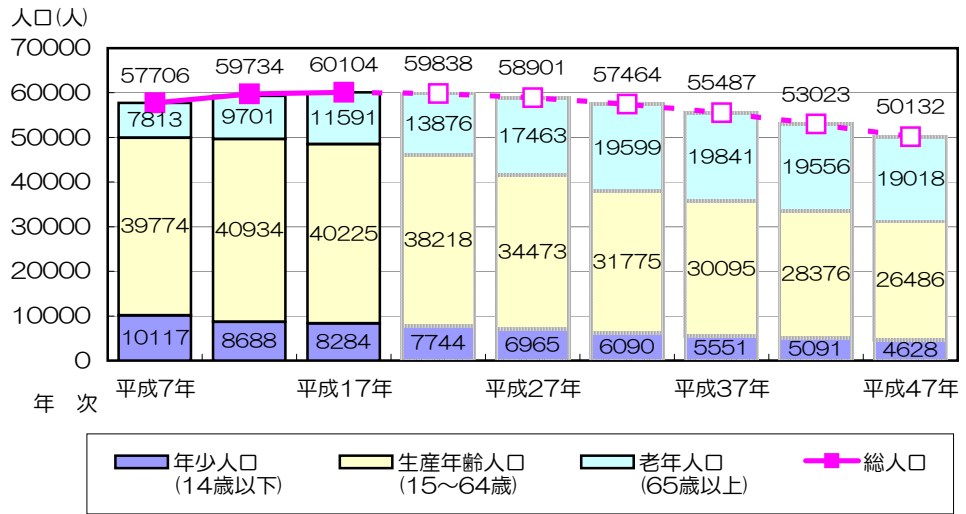 人口(人)
70000
60000
50000
40000
30000
20000
10000
0
57706 59734 60104 59838 58901 57464 55487 53023 50132
7813 9701 11591 13876 17463 19599 19841 19556 19018
39774 40934 40225 38218 34473 31775 30095 28376 26486
10117 8688 8284 7744 6965 6090 5551 5091 4628
平成7年 平成17年 平成27年 平成37年 平成47年
年 次
年少人口 生産年齢人口 老年人口 総人口
(14歳以下) (15~64歳) (65歳以上)